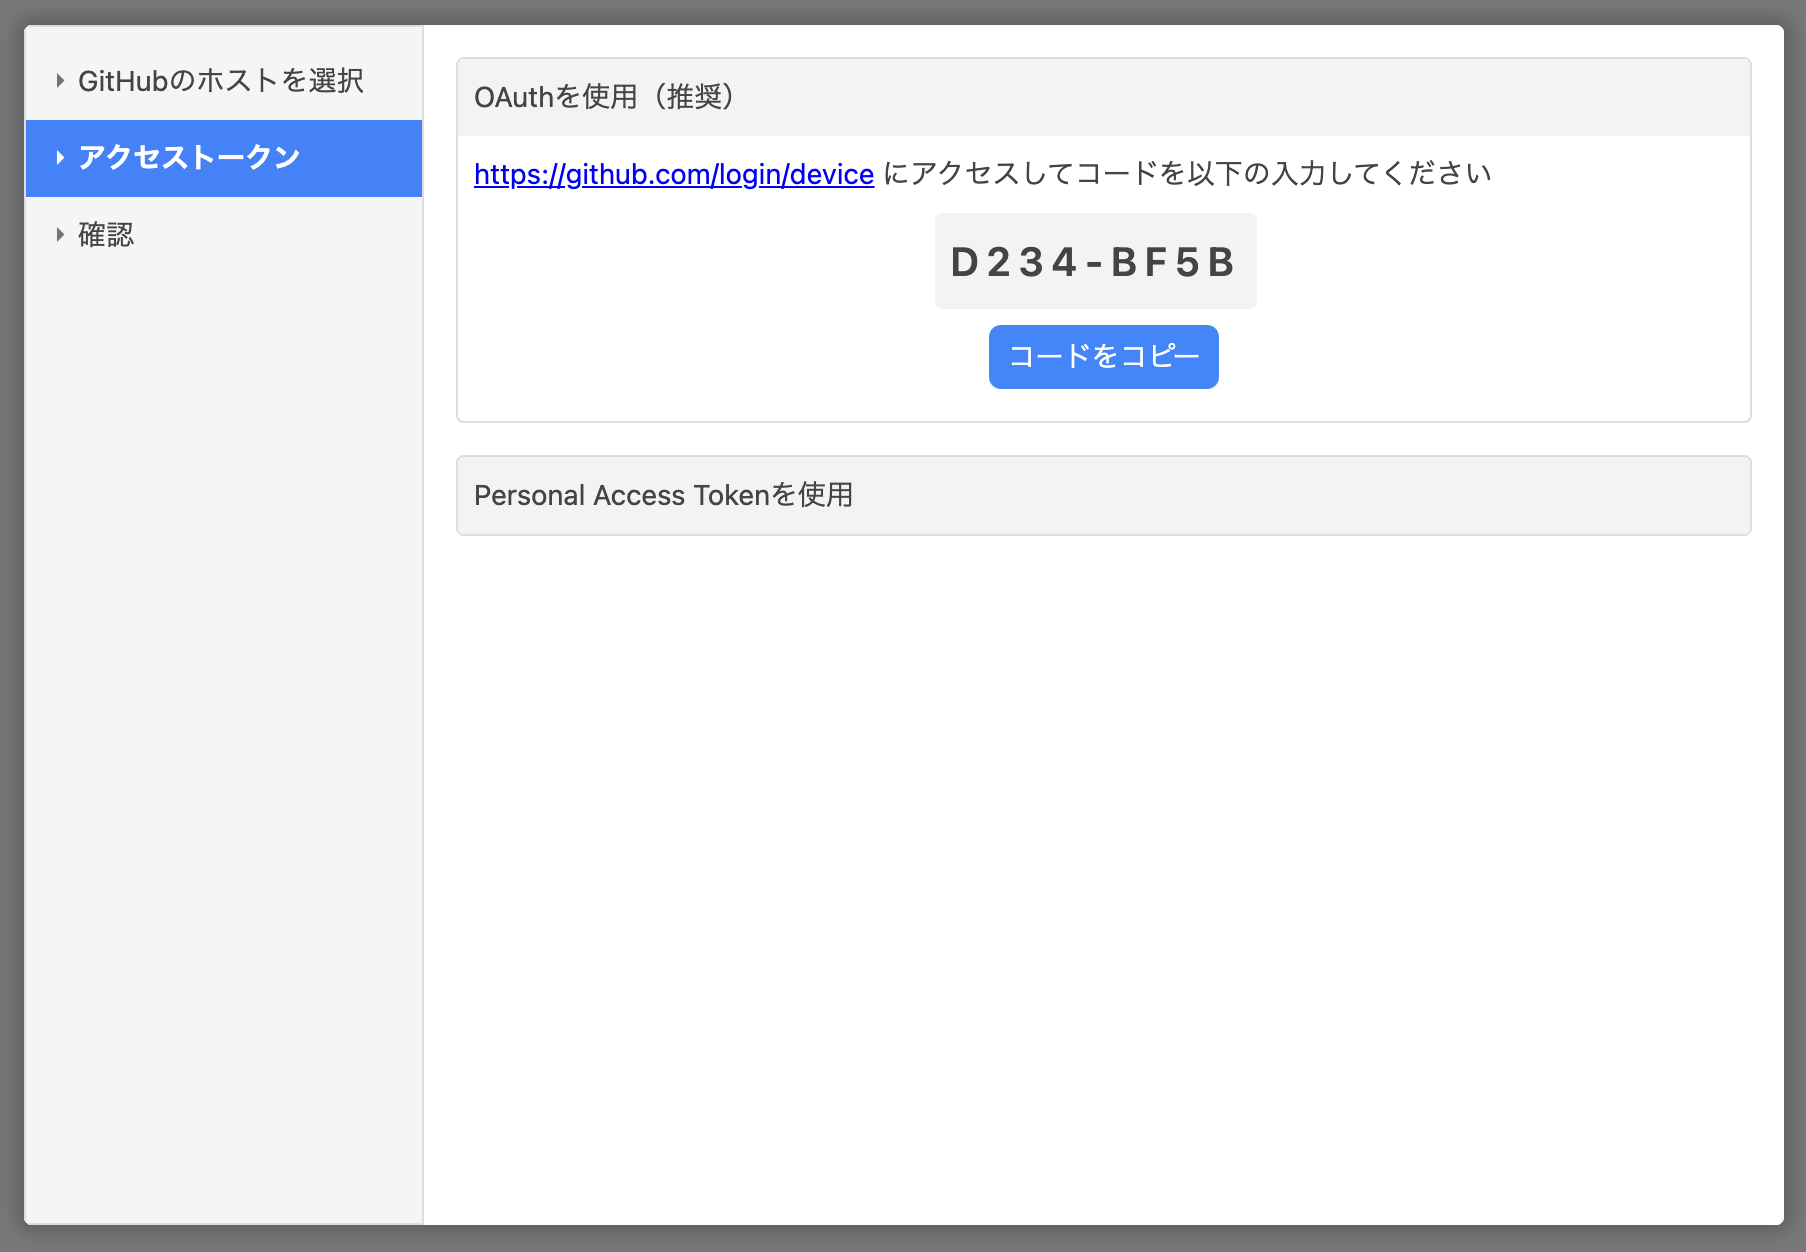 GitHubのホストを選択
アクセストークン
確認
OAuthを使用（推奨）
https://github.com/login/device にアクセスしてコードを以下の入力してください
D234-BF5B
コードをコピー
Personal Access Tokenを使用